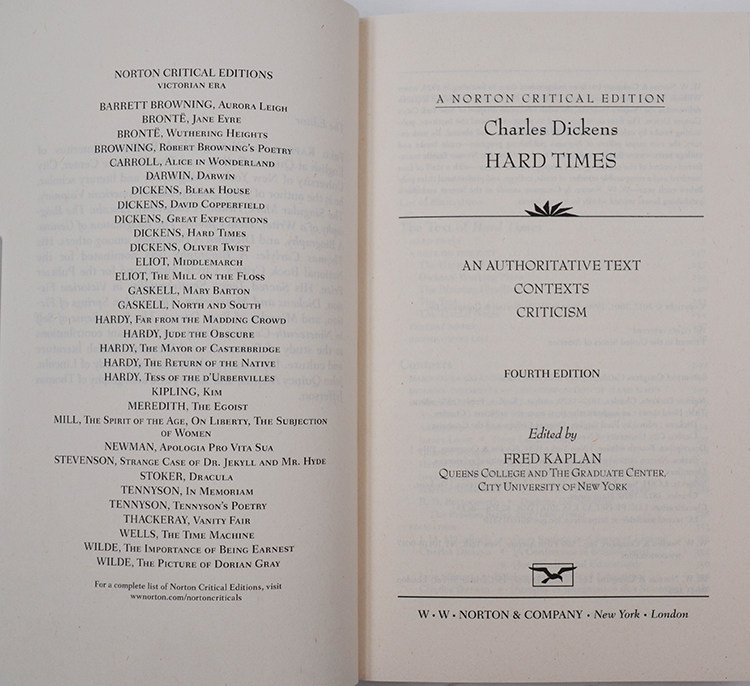 NORTON CRITICAL EDITIONS
VICTORIAN ERA
BARRETT BROWNING, AURORA LEIGH
BRONTË, JANE EYRE
BRONTË, WUTHERING HEIGHTS
BROWNING, ROBERT BROWNING'S POETRY
CARROLL, ALICE IN WONDERLAND
DARWIN, DARWIN
DICKENS, BLEAK HOUSE
DICKENS, DAVID COPPERFIELD
DICKENS, GREAT EXPECTATIONS
DICKENS, HARD TIMES
DICKENS, OLIVER TWIST
ELIOT, MIDDLEMARCH
ELIOT, THE MILL ON THE FLOSS
GASKELL, MARY BARTON
GASKELL, NORTH AND SOUTH
HARDY, FAR FROM THE MADDING CROWD
HARDY, JUDE THE OBSCURE
HARDY, THE MAYOR OF CASTERBRIDGE
HARDY, THE RETURN OF THE NATIVE
HARDY, TESS OF THE D'URBERVILLES
KIPLING, KIM
MEREDITH, THE EGOIST
MILL, THE SPIRIT OF THE AGE, ON LIBERTY, THE SUBJECTION
OF WOMEN
NEWMAN, APOLOGIA PRO VITA SUA
STEVENSON, STRANGE CASE OF DR. JEKYLL AND MR. HYDE
STOKER, DRACULA
TENNYSON, IN MEMORIAM
TENNYSON, TENNYSON'S POETRY
THACKERAY, VANITY FAIR
WELLS, THE TIME MACHINE
WILDE, THE IMPORTANCE OF BEING EARNEST
WILDE, THE PICTURE OF DORIAN GRAY
For a complete list of Norton Critical Editions, visit
wwnorton.com/nortoncriticals
A NORTON CRITICAL EDITION
Charles Dickens
HARD TIMES
AN AUTHORITATIVE TEXT
CONTEXTS
CRITICISM
FOURTH EDITION
Edited by
FRED KAPLAN
QUEENS COLLEGE AND THE GRADUATE CENTER,
CITY UNIVERSITY OF NEW YORK
W • W • NORTON & COMPANY • New York • London